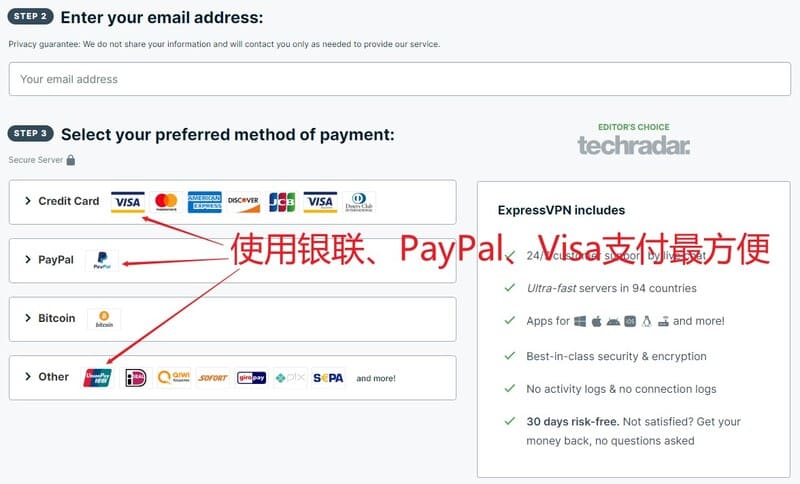 STEP 2 Enter your email address:
Privacy guarantee: We do not share your information and will contact you only as needed to provide our service.
Your email address
STEP 3 Select your preferred method of payment:
Secure Server
EDITOR'S CHOICE
techradar.
Credit Card VISA mastercard AMERICAN EXPRESS DISCOVER JCB VISA Diners Club INTERNATIONAL
PayPal PayPal
Bitcoin bitcoin
Other UnionPay 银联 iDEAL QIWI SOFORT giropay pix SEPA and more!
使用银联、PayPal、Visa支付最方便
ExpressVPN includes
24/7 customer support by live chat
Ultra-fast servers in 94 countries
Apps for iOS and more!
Best-in-class security & encryption
No activity logs & no connection logs
30 days risk-free. Not satisfied? Get your
money back, no questions asked